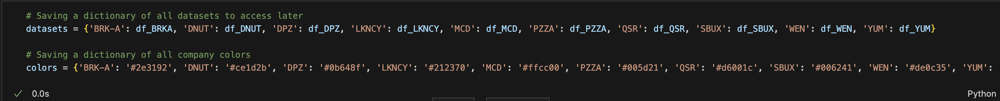 # Saving a dictionary of all datasets to access later
datasets = {'BRK-A': df_BRKA, 'DNUT': df_DNUT, 'DPZ': df_DPZ, 'LKNCY': df_LKNCY, 'MCD': df_MCD, 'PZZA': df_PZZA, 'QSR': df_QSR, 'SBUX': df_SBUX, 'WEN': df_WEN, 'YUM': df_YUM}
# Saving a dictionary of all company colors
colors = {'BRK-A': '#2e3192', 'DNUT': '#ce1d2b', 'DPZ': '#0b648f', 'LKNCY': '#212370', 'MCD': '#ffcc00', 'PZZA': '#005d21', 'QSR': '#d6001c', 'SBUX': '#006241', 'WEN': '#de0c35', 'YUM':
0.0s
Python